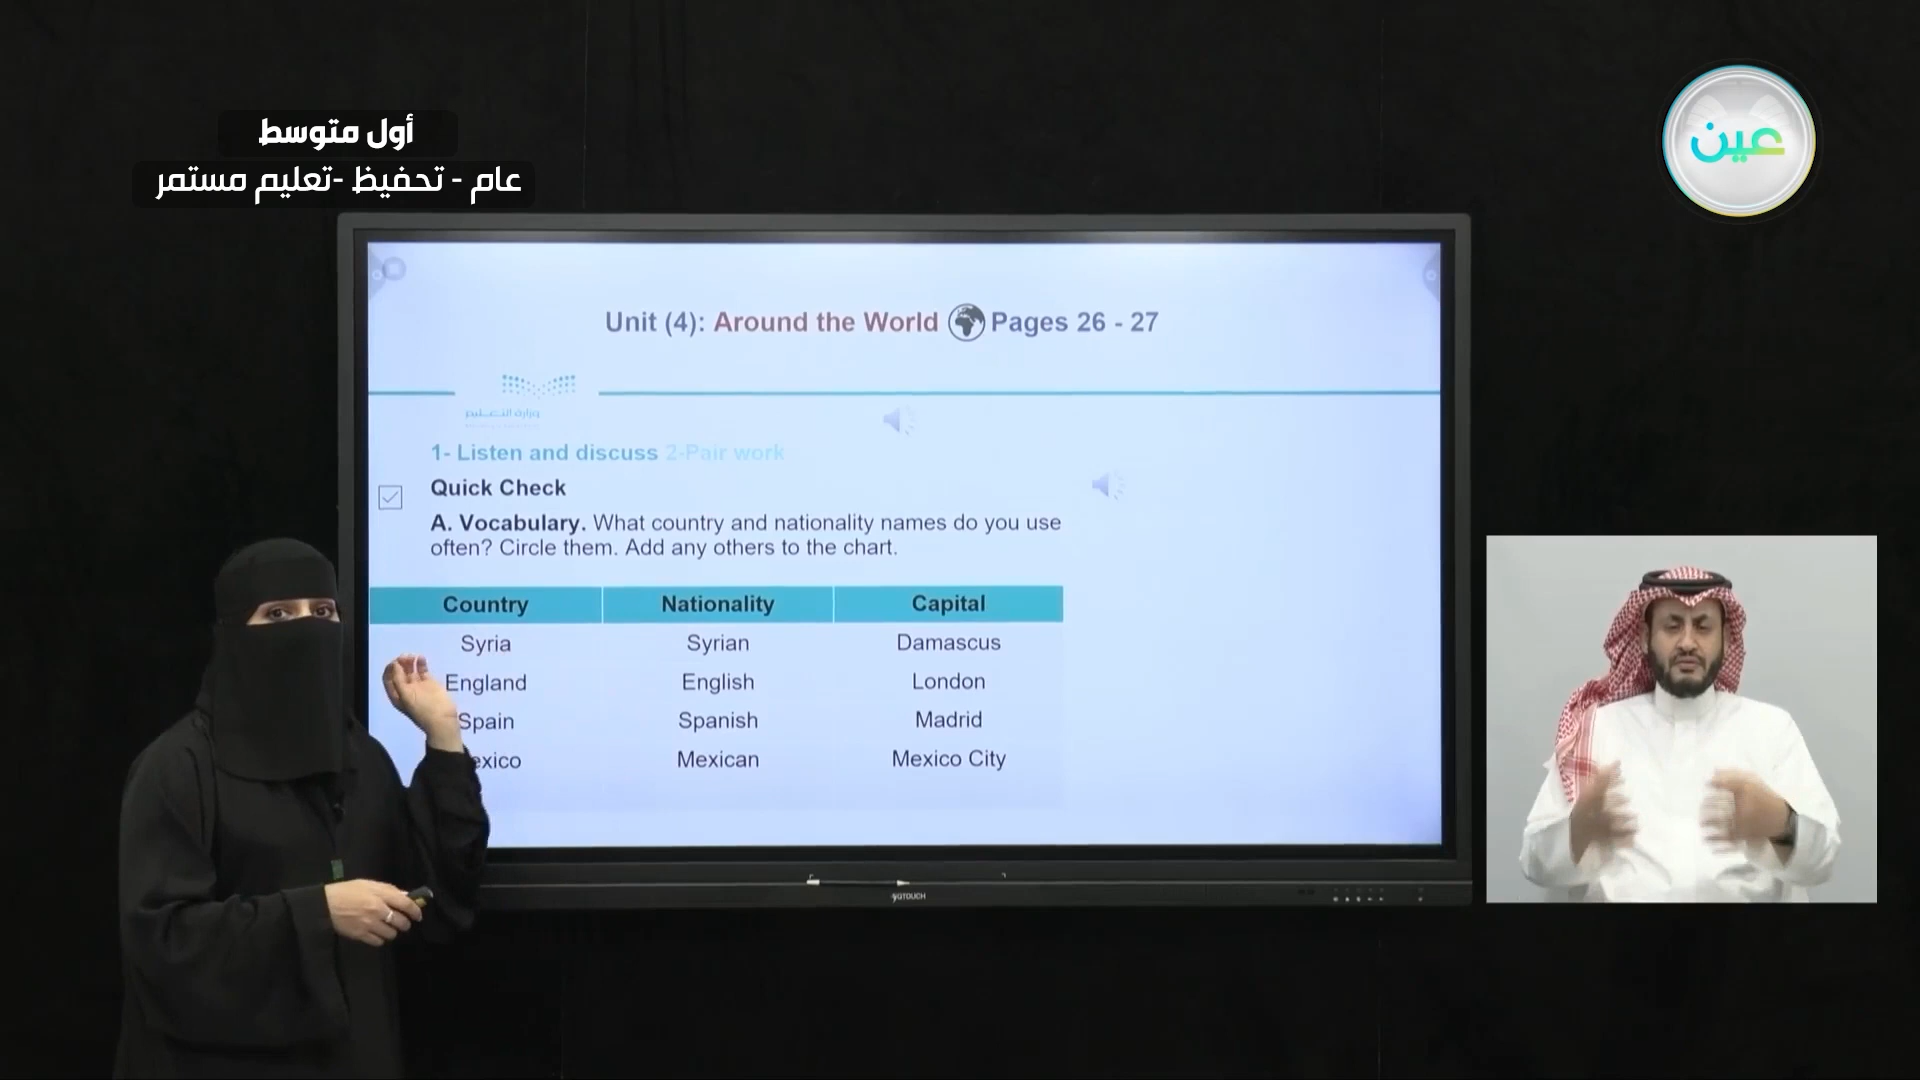 أول متوسط
عام - تحفيظ -تعليم مستمر
عين
Unit (4): Around the World Pages 26 - 27
وزارة التعليم
1- Listen and discuss 2-Pair work
Quick Check
A. Vocabulary. What country and nationality names do you use
often? Circle them. Add any others to the chart.
Country Nationality Capital
Syria Syrian Damascus
England English London
Spain Spanish Madrid
exico Mexican Mexico City